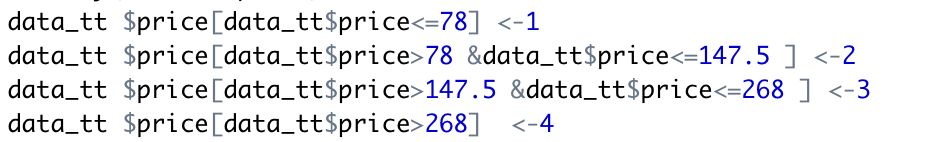 data_tt $price[data_tt$price<=78] <-1
data_tt $price[data_tt$price>78 &data_tt$price<=147.5 ] <-2
data_tt $price[data_tt$price>147.5 &data_tt$price<=268 ] <-3
data_tt $price[data_tt$price>268]  <-4